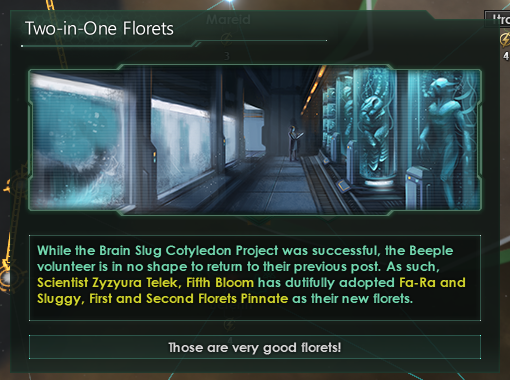 Two-in-One Florets
Mareid
3
4
While the Brain Slug Cotyledon Project was successful, the Beeple
volunteer is in no shape to return to their previous post. As such,
Scientist Zyzyura Telek, Fifth Bloom has dutifully adopted Fa-Ra and
Sluggy, First and Second Florets Pinnate as their new florets.
Those are very good florets!